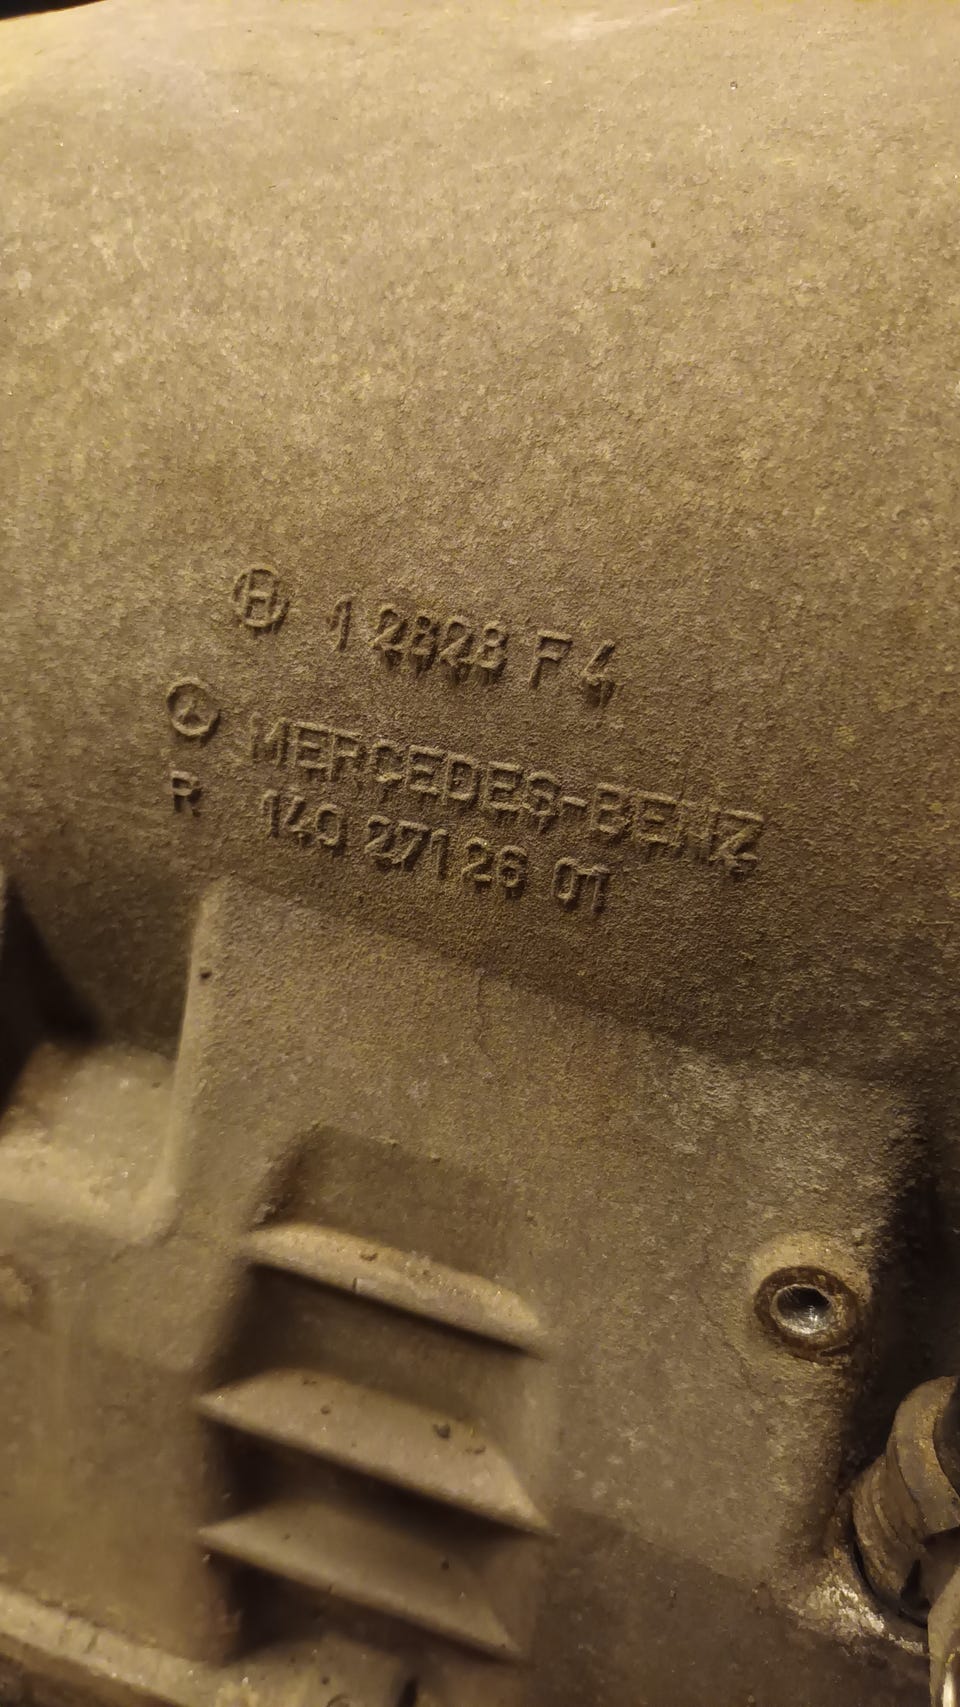 H 1 2828 F 4
MERCEDES-BENZ
R 140 271 26 01